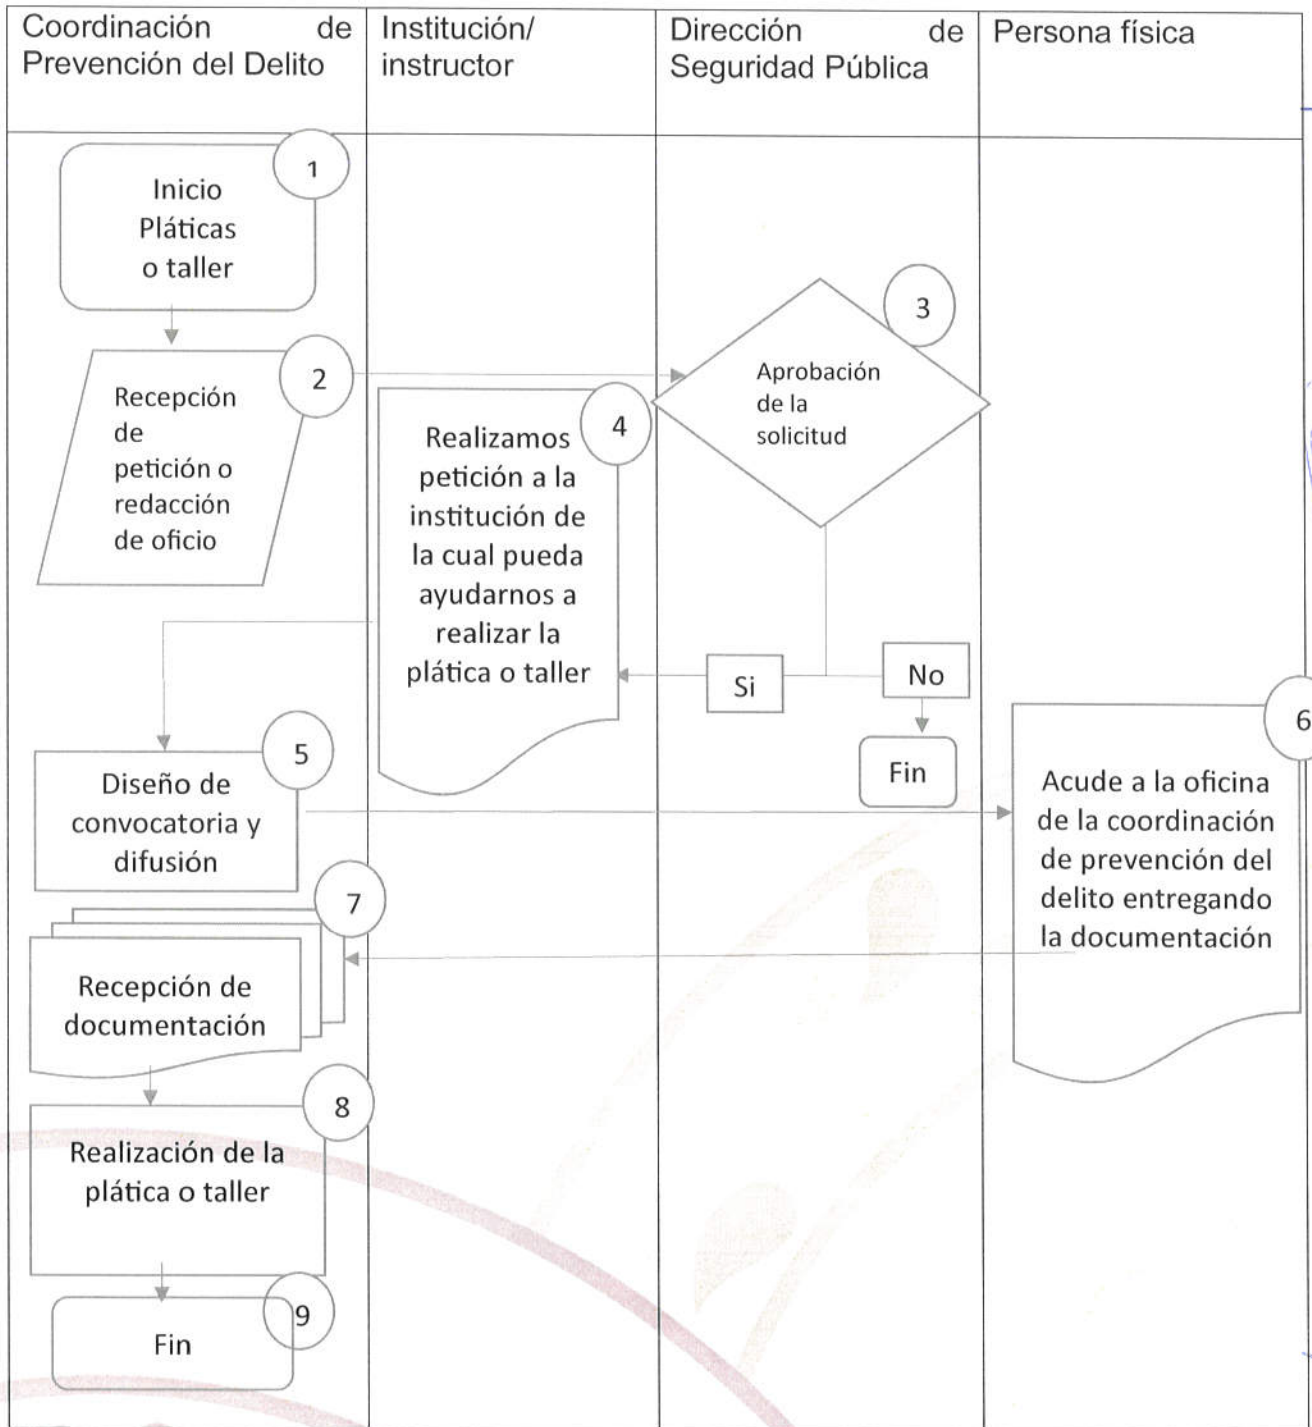 Coordinación de
Prevención del Delito
Institución/
instructor
Dirección de
Seguridad Pública
Persona física
1
Inicio
Pláticas
o taller
2
Recepción
de
petición o
redacción
de oficio
3
Aprobación
de la
solicitud
4
Realizamos
petición a la
institución de
la cual pueda
ayudarnos a
realizar la
plática o taller
Si
No
Fin
5
Diseño de
convocatoria y
difusión
6
Acude a la oficina
de la coordinación
de prevención del
delito entregando
la documentación
7
Recepción de
documentación
8
Realización de la
plática o taller
9
Fin